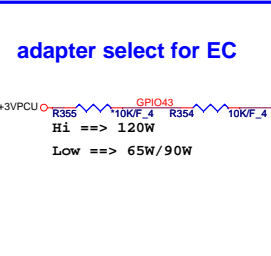 adapter select for EC
+3VPCU
GPIO43
R355 *10K/F_4 R354 10K/F_4
Hi ==> 120W
Low ==> 65W/90W